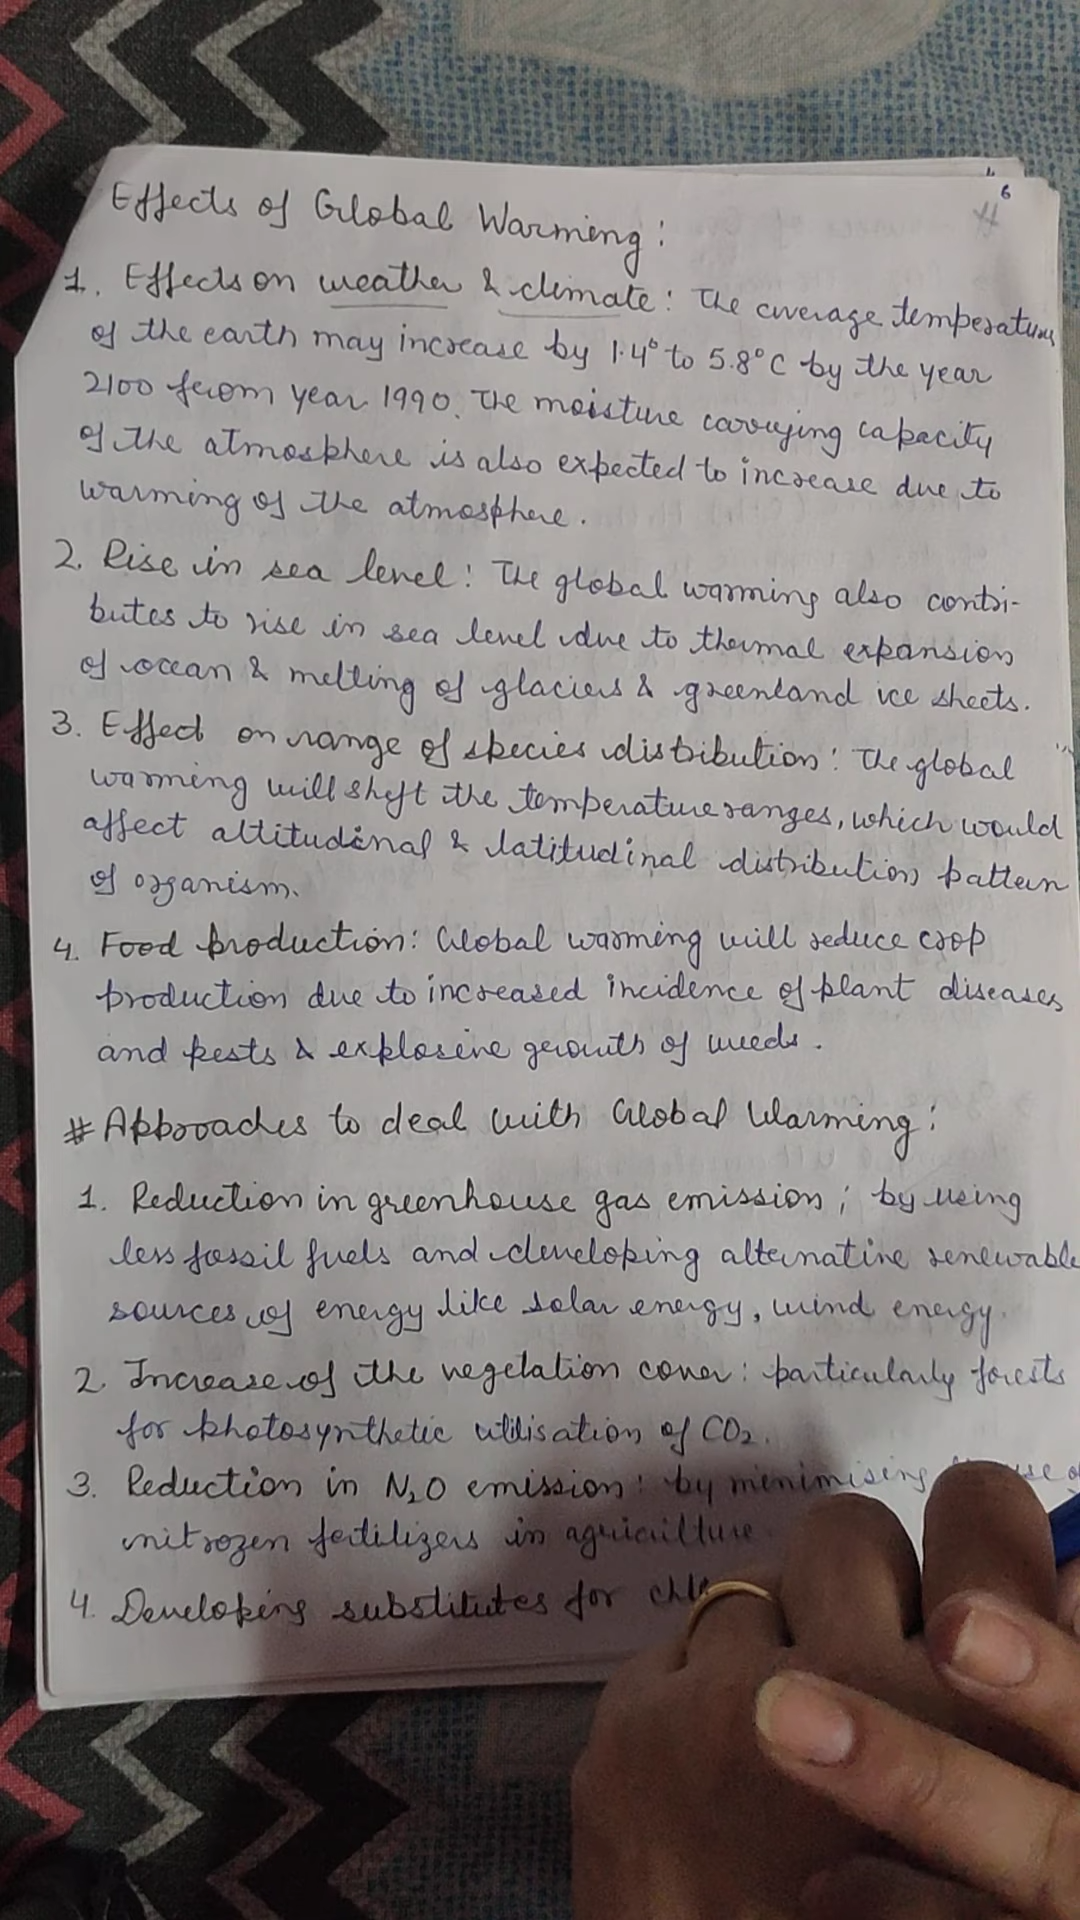 6
#
Effects of Global Warming:
1. Effects on weather & climate: The average temperature
of the earth may increase by 1.4° to 5.8°C by the year
2100 from year 1990. The moisture carrying capacity
of the atmosphere is also expected to increase due to
warming of the atmosphere.
2. Rise in sea level: The global warming also contri-
butes to rise in sea level due to thermal expansion
of ocean & melting of glaciers & greenland ice sheets.
3. Effect on range of species distribution: The global
warming will shift the temperature ranges, which would
affect altitudinal & latitudinal distribution pattern
of organism.
4. Food production: Global warming will reduce crop
production due to increased incidence of plant diseases
and pests & explosive growth of weeds.
# Approaches to deal with Global Warming:
1. Reduction in greenhouse gas emission; by using
less fossil fuels and developing alternative renewable
sources of energy like solar energy, wind energy.
2. Increase of the vegetation cover: particularly forests
for photosynthetic utilisation of CO₂.
3. Reduction in N₂O emission: by minimising use
nitrogen fertilizers in agriculture
4. Developing substitutes for